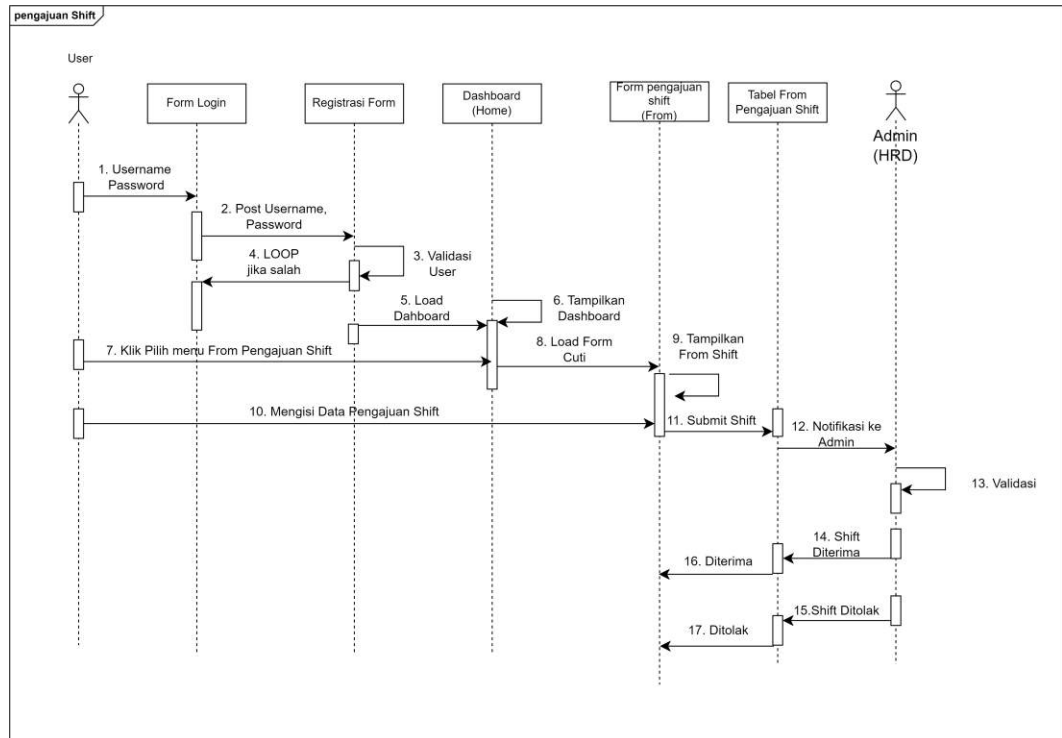 pengajuan Shift
User
Form Login
Registrasi Form
Dashboard
(Home)
Form pengajuan
shift
(From)
Tabel From
Pengajuan Shift
Admin
(HRD)
1. Username
Password
2. Post Username,
Password
3. Validasi
User
4. LOOP
jika salah
5. Load
Dahboard
6. Tampilkan
Dashboard
7. Klik Pilih menu From Pengajuan Shift
8. Load Form
Cuti
9. Tampilkan
From Shift
10. Mengisi Data Pengajuan Shift
11. Submit Shift
12. Notifikasi ke
Admin
13. Validasi
14. Shift
Diterima
16. Diterima
15.Shift Ditolak
17. Ditolak